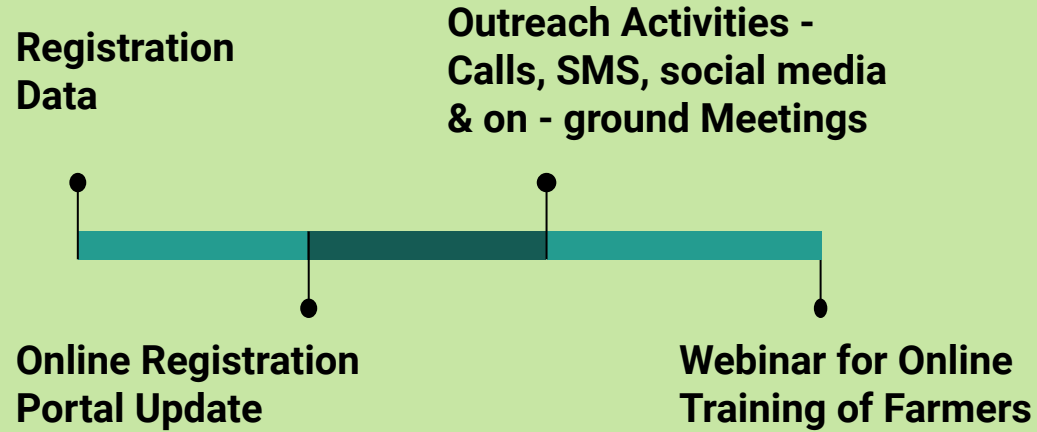 Registration
Data
Outreach Activities -
Calls, SMS, social media
& on - ground Meetings
Online Registration
Portal Update
Webinar for Online
Training of Farmers